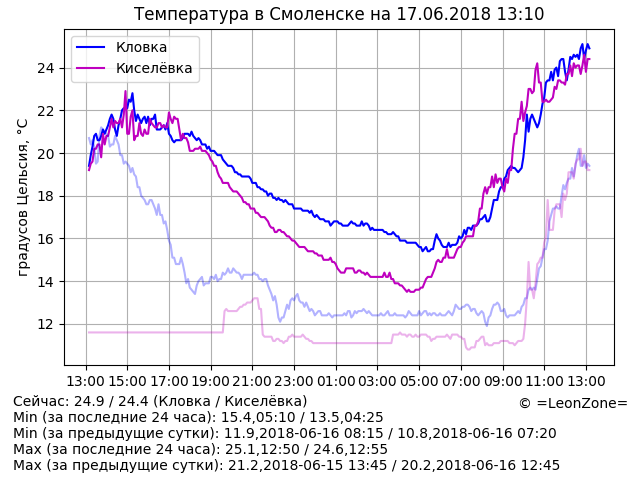 Температура в Смоленске на 17.06.2018 13:10
Кловка
Киселёвка
градусов Цельсия, °C
24
22
20
18
16
14
12
13:00 15:00 17:00 19:00 21:00 23:00 01:00 03:00 05:00 07:00 09:00 11:00 13:00
Сейчас: 24.9 / 24.4 (Кловка / Киселёвка)
© =LeonZone=
Min (за последние 24 часа): 15.4,05:10 / 13.5,04:25
Min (за предыдущие сутки): 11.9,2018-06-16 08:15 / 10.8,2018-06-16 07:20
Max (за последние 24 часа): 25.1,12:50 / 24.6,12:55
Max (за предыдущие сутки): 21.2,2018-06-15 13:45 / 20.2,2018-06-16 12:45